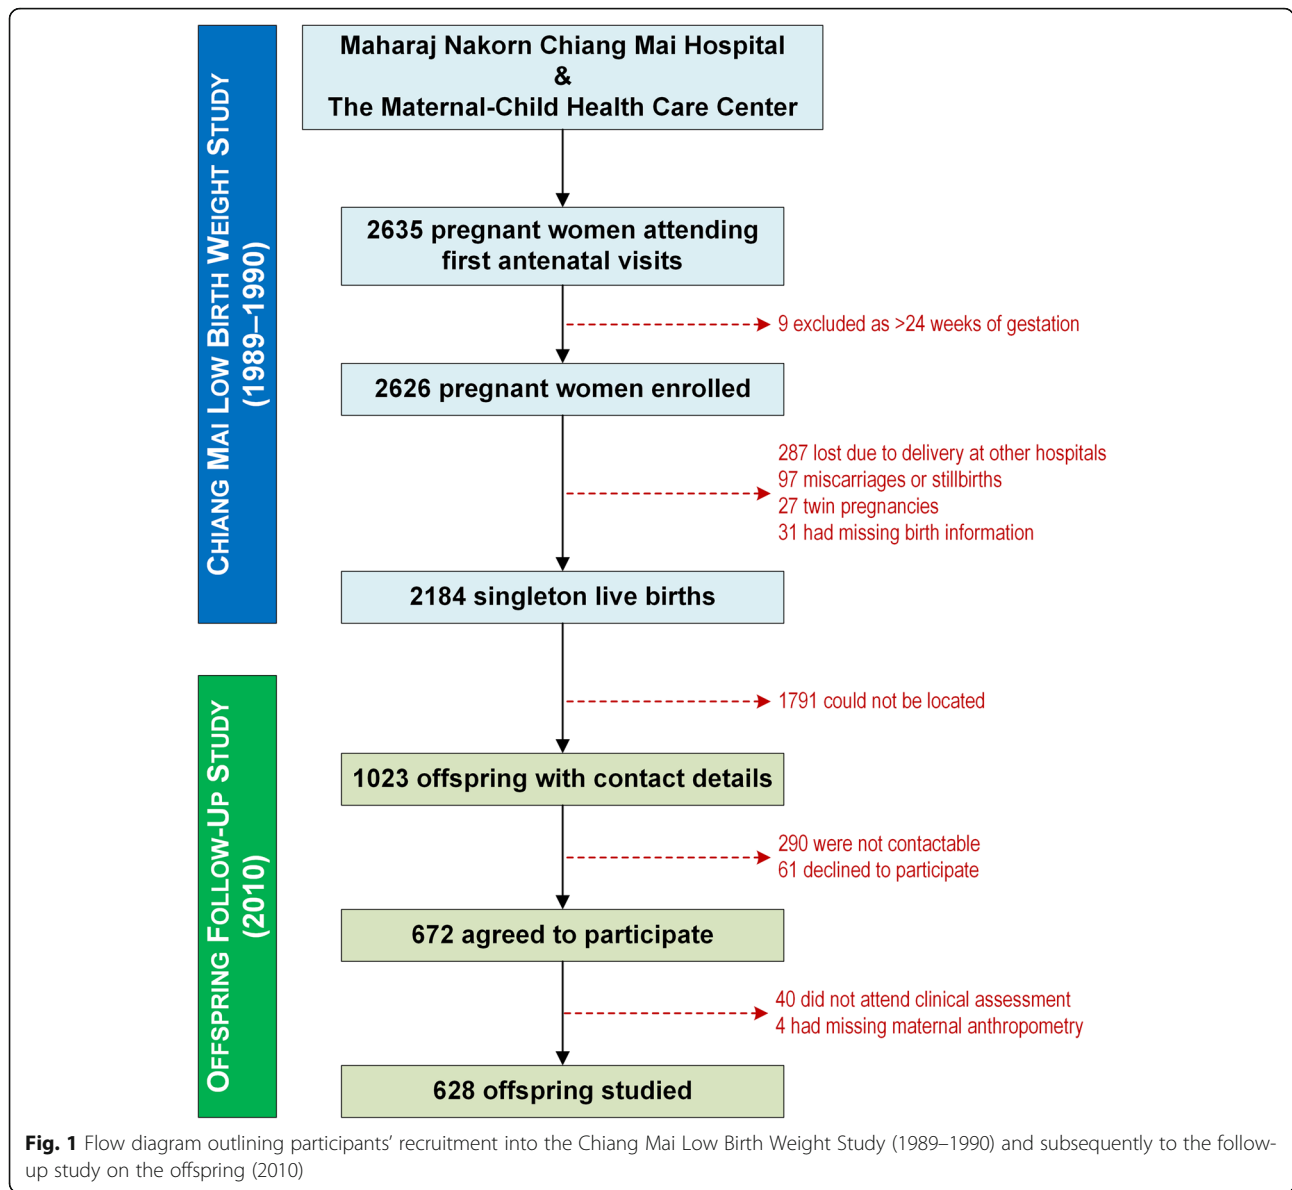 CHIANG MAI LOW BIRTH WEIGHT STUDY
(1989–1990)
Maharaj Nakorn Chiang Mai Hospital
&
The Maternal-Child Health Care Center
2635 pregnant women attending
first antenatal visits
9 excluded as >24 weeks of gestation
2626 pregnant women enrolled
287 lost due to delivery at other hospitals
97 miscarriages or stillbirths
27 twin pregnancies
31 had missing birth information
2184 singleton live births
OFFSPRING FOLLOW-UP STUDY
(2010)
1791 could not be located
1023 offspring with contact details
290 were not contactable
61 declined to participate
672 agreed to participate
40 did not attend clinical assessment
4 had missing maternal anthropometry
628 offspring studied
Fig. 1 Flow diagram outlining participants’ recruitment into the Chiang Mai Low Birth Weight Study (1989–1990) and subsequently to the follow-
up study on the offspring (2010)